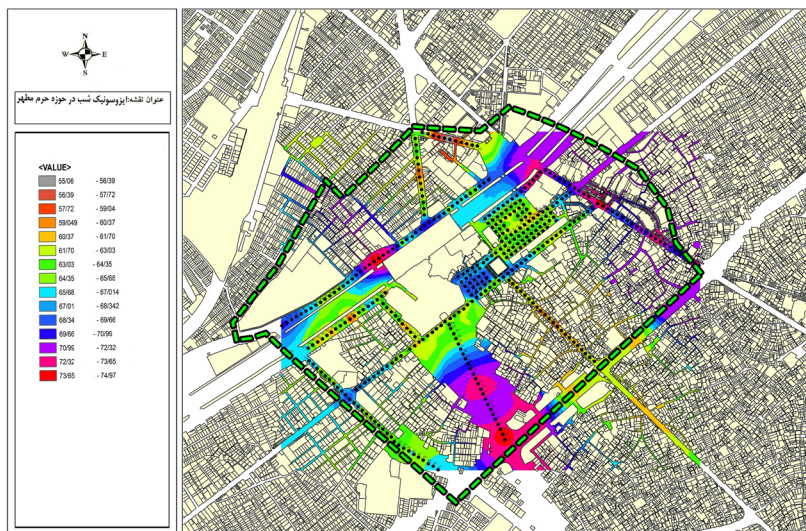 N
W E
S
عنوان نقشه:ایزوسونیک شب در حوزه حرم مطهر
<VALUE>
55/06 - 56/39
56/39 - 57/72
57/72 - 59/04
59/049 - 60/37
60/37 - 61/70
61/70 - 63/03
63/03 - 64/35
64/35 - 65/68
65/68 - 67/014
67/01 - 68/342
68/34 - 69/66
69/66 - 70/99
70/99 - 72/32
72/32 - 73/65
73/65 - 74/97